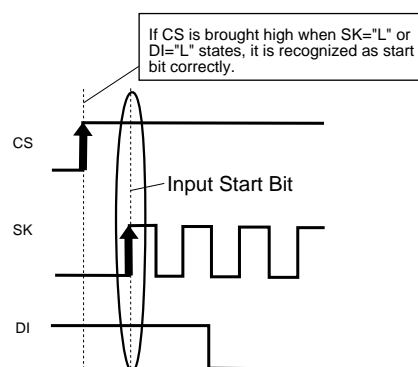 If CS is brought high when SK="L" or
DI="L" states, it is recognized as start
bit correctly.
CS
Input Start Bit
SK
DI